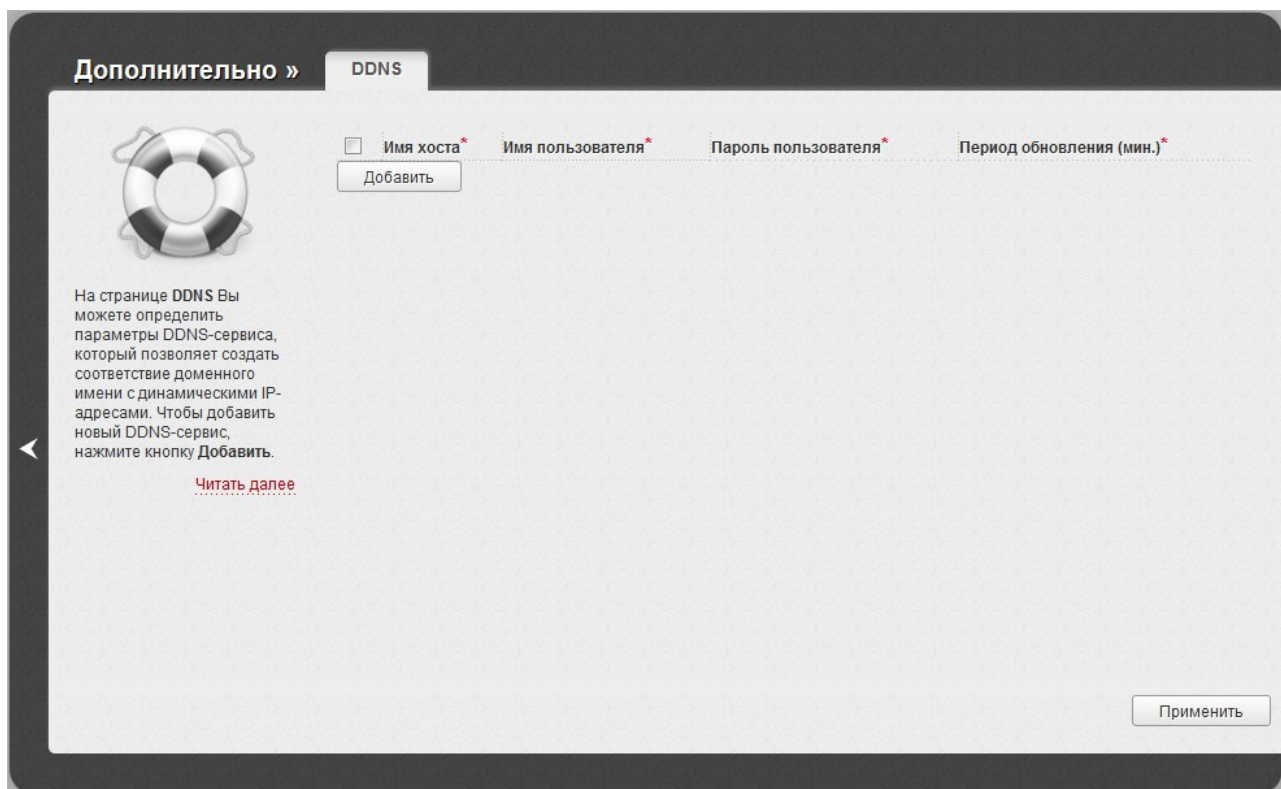 Дополнительно »
DDNS
Имя хоста* Имя пользователя* Пароль пользователя* Период обновления (мин.)*
Добавить
На странице DDNS Вы
можете определить
параметры DDNS-сервиса,
который позволяет создать
соответствие доменного
имени с динамическими IP-
адресами. Чтобы добавить
новый DDNS-сервис,
нажмите кнопку Добавить.
Читать далее
Применить